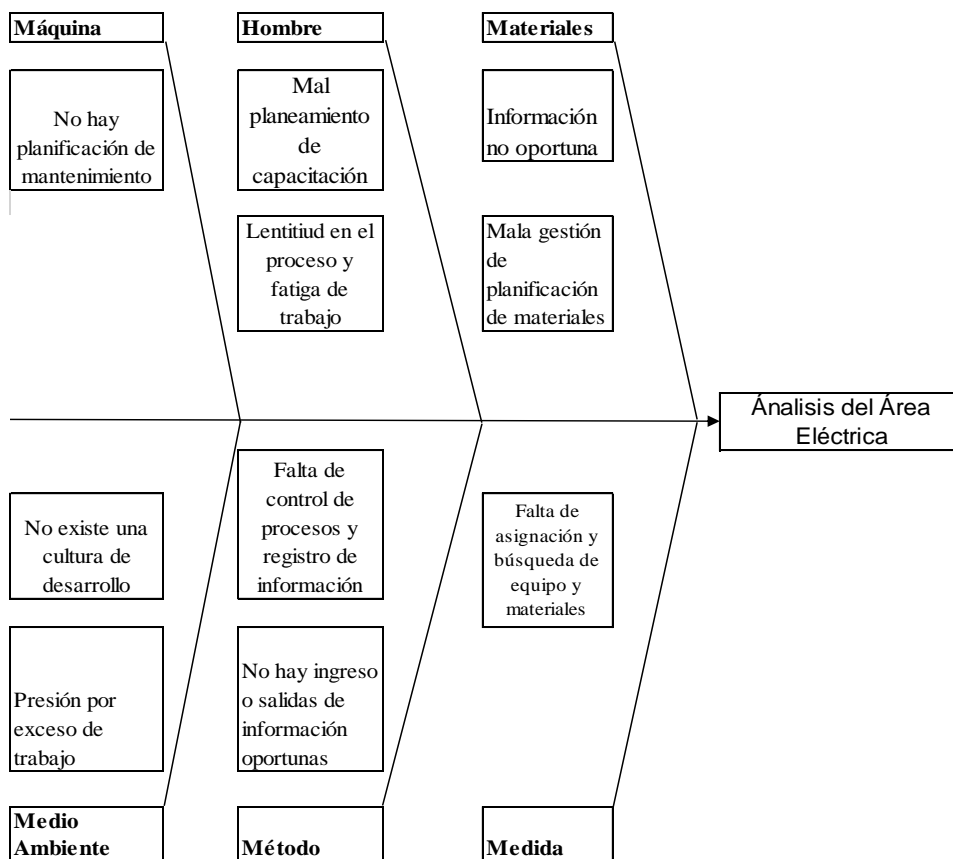 Máquina
Hombre
Materiales
No hay
planificación de
mantenimiento
Mal
planeamiento
de
capacitación
Información
no oportuna
Lentitiud en el
proceso y
fatiga de
trabajo
Mala gestión
de
planificación
de materiales
Ánalisis del Área
Eléctrica
No existe una
cultura de
desarrollo
Falta de
control de
procesos y
registro de
información
Falta de
asignación y
búsqueda de
equipo y
materiales
Presión por
exceso de
trabajo
No hay ingreso
o salidas de
información
oportunas
Medio
Ambiente
Método
Medida